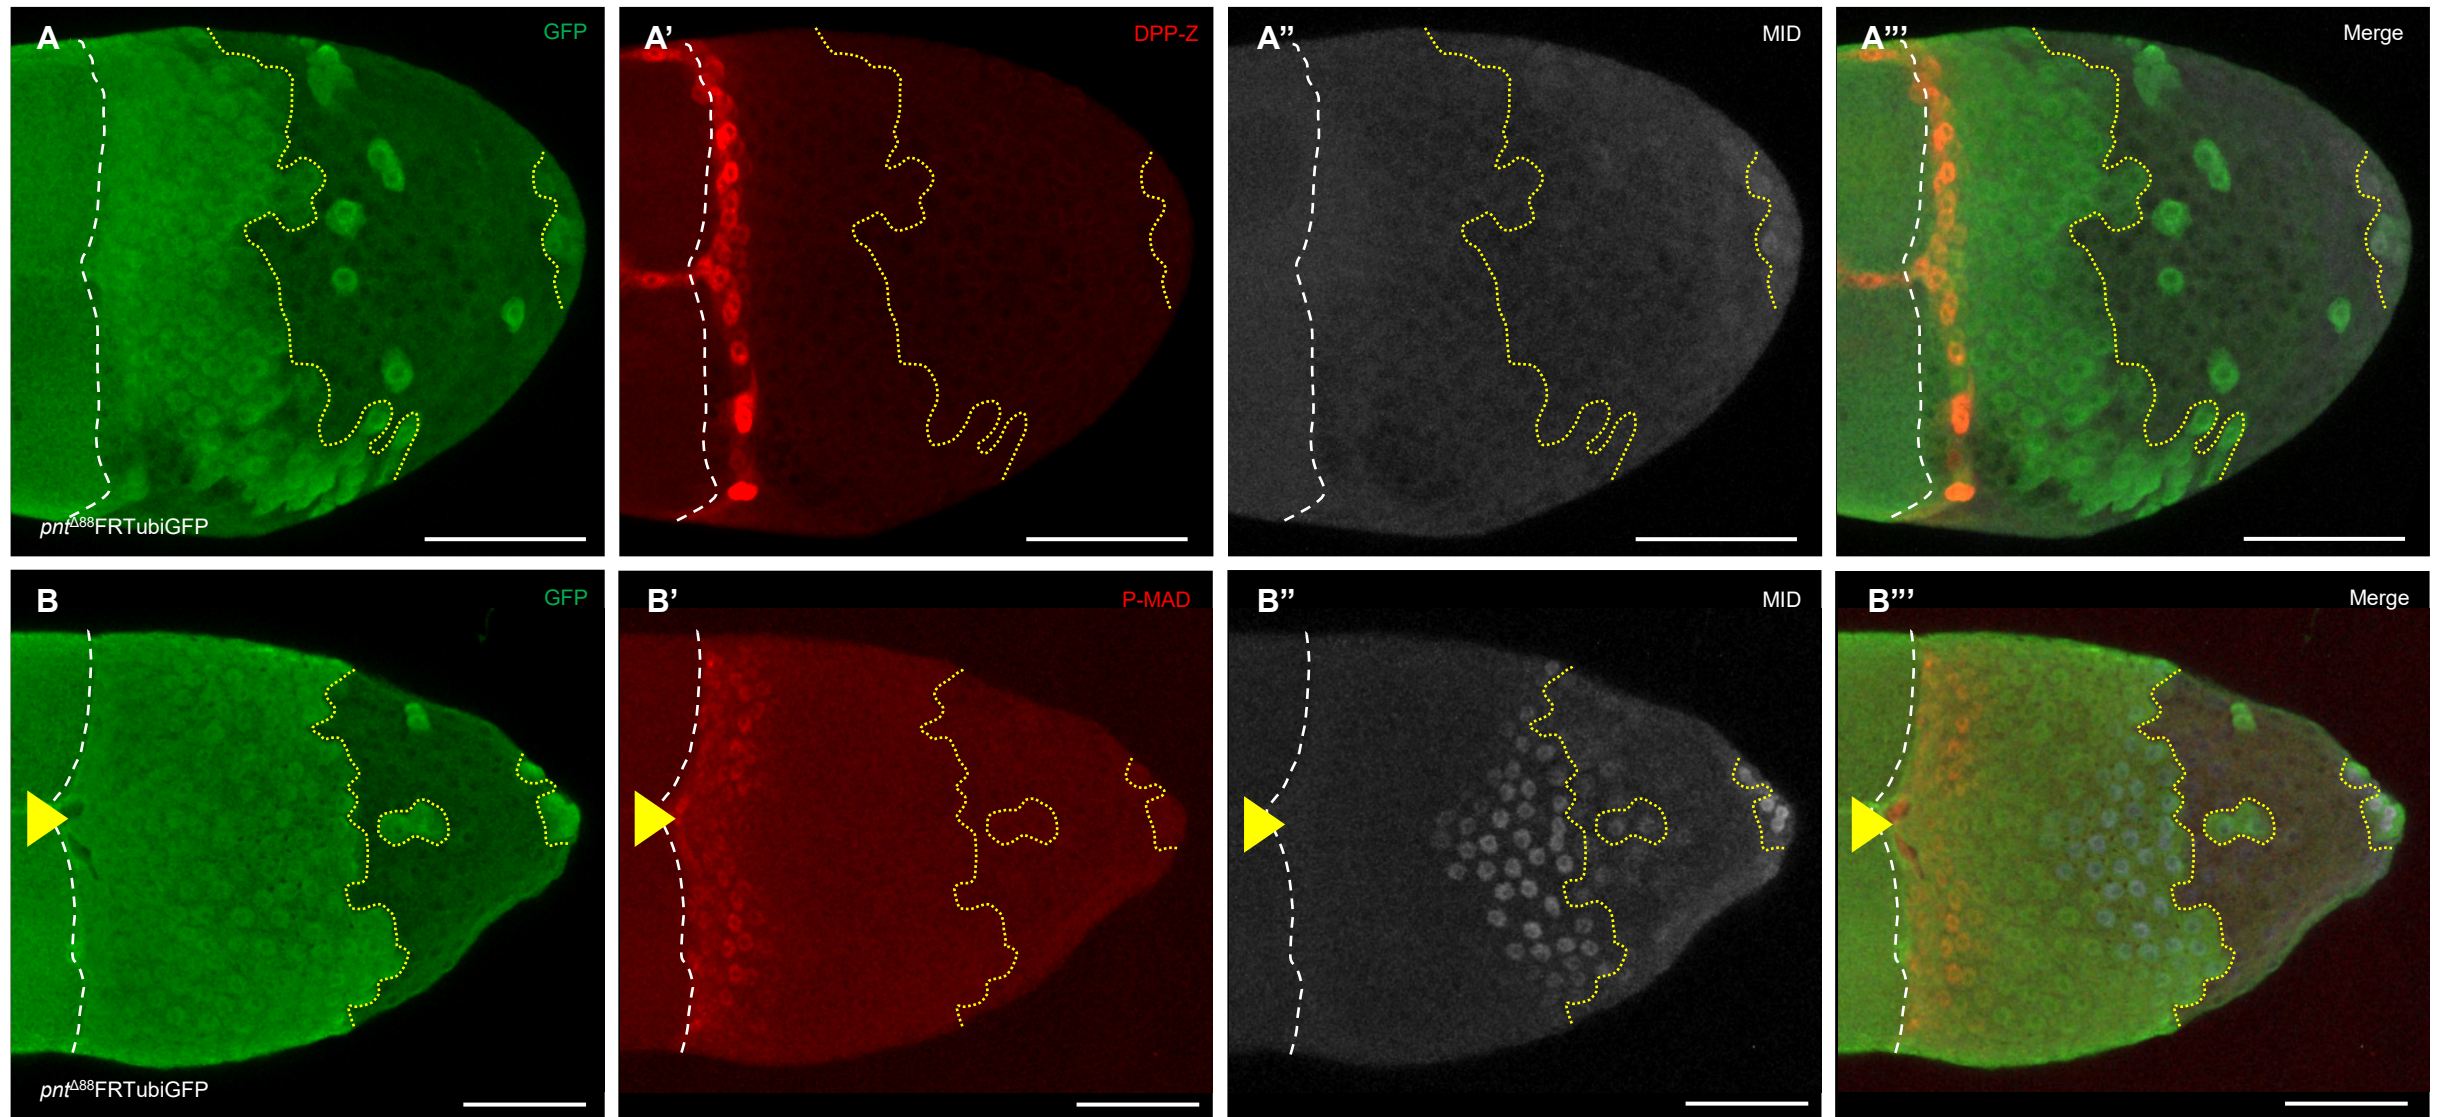 A GFP
A’ DPP-Z
A’’ MID
A’’’ Merge
pntΔ88FRTubiGFP
B GFP
B’ P-MAD
B’’ MID
B’’’ Merge
pntΔ88FRTubiGFP